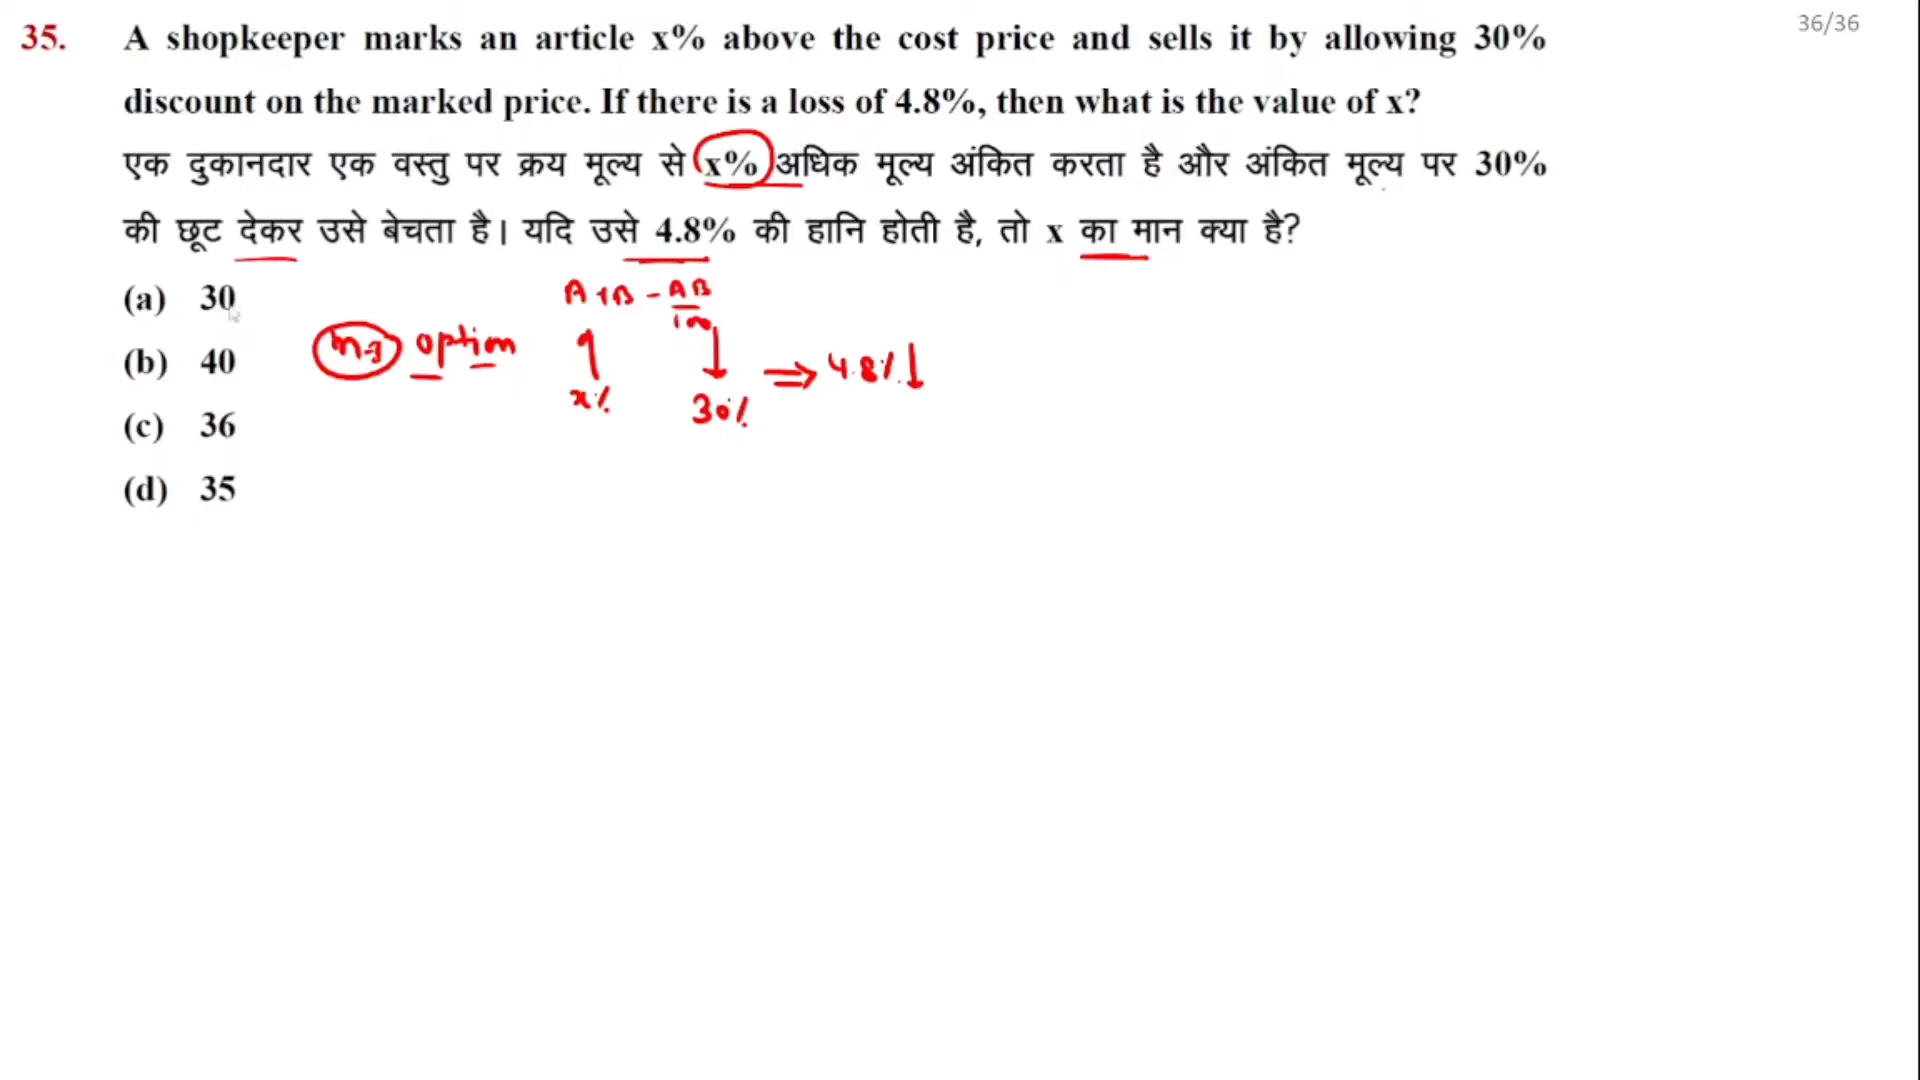 36/36
35. A shopkeeper marks an article x% above the cost price and sells it by allowing 30%
discount on the marked price. If there is a loss of 4.8%, then what is the value of x?
एक दुकानदार एक वस्तु पर क्रय मूल्य से x% अधिक मूल्य अंकित करता है और अंकित मूल्य पर 30%
की छूट देकर उसे बेचता है। यदि उसे 4.8% की हानि होती है, तो x का मान क्या है?
(a) 30
A+B - AB/100
(b) 40
option
x% 30% ⇒ 4.8%↓
(c) 36
(d) 35